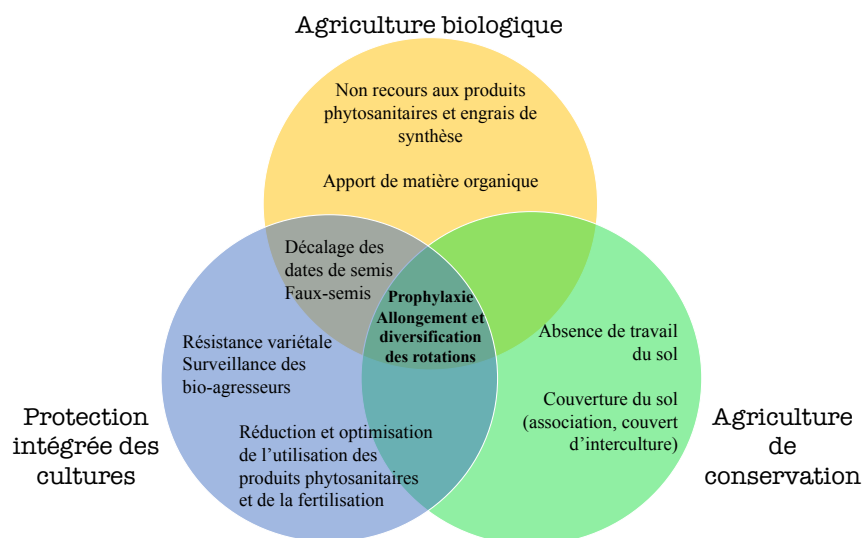 Agriculture biologique
Non recours aux produits
phytosanitaires et engrais de
synthèse
Apport de matière organique
Décalage des
dates de semis
Faux-semis
Prophylaxie
Allongement et
diversification
des rotations
Résistance variétale
Surveillance des
bio-agresseurs
Réduction et optimisation
de l’utilisation des
produits phytosanitaires
et de la fertilisation
Absence de travail
du sol
Couverture du sol
(association, couvert
d’interculture)
Protection
intégrée des
cultures
Agriculture
de
conservation